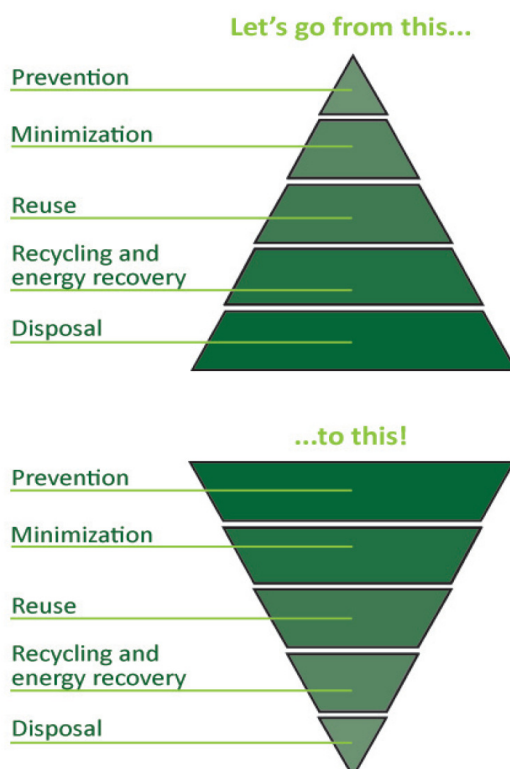 Let's go from this...
Prevention
Minimization
Reuse
Recycling and
energy recovery
Disposal
...to this!
Prevention
Minimization
Reuse
Recycling and
energy recovery
Disposal